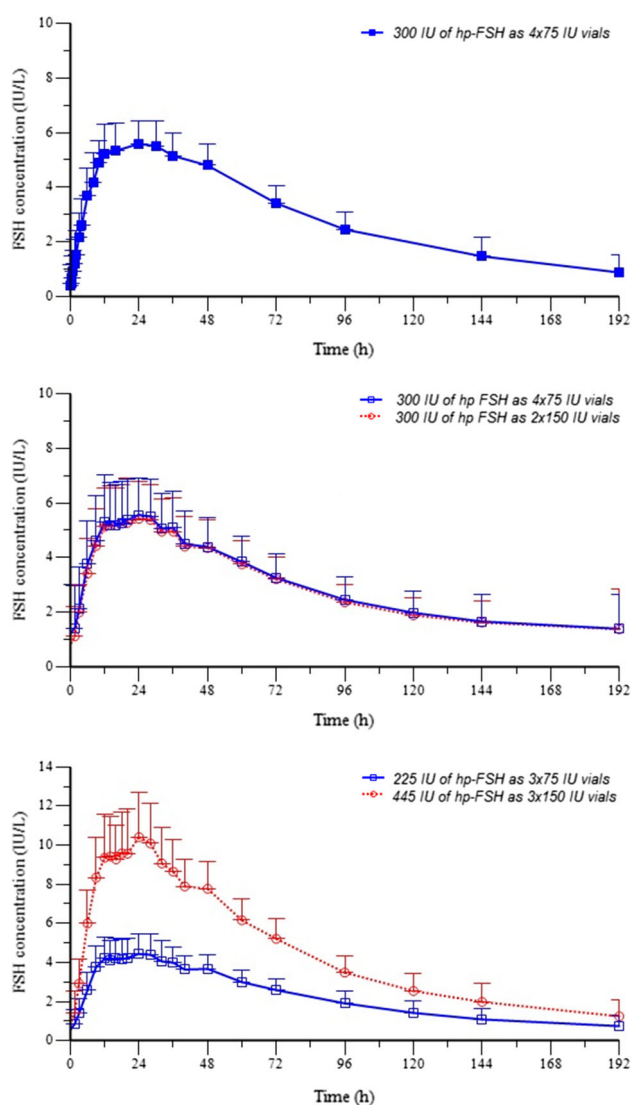 10
300 IU of hp-FSH as 4x75 IU vials
8
6
4
2
0
FSH concentration (IU/L)
0 24 48 72 96 120 144 168 192
Time (h)
10
300 IU of hp FSH as 4x75 IU vials
300 IU of hp FSH as 2x150 IU vials
8
6
4
2
0
FSH concentration (IU/L)
0 24 48 72 96 120 144 168 192
Time (h)
14
225 IU of hp-FSH as 3x75 IU vials
445 IU of hp-FSH as 3x150 IU vials
12
10
8
6
4
2
0
FSH concentration (IU/L)
0 24 48 72 96 120 144 168 192
Time (h)